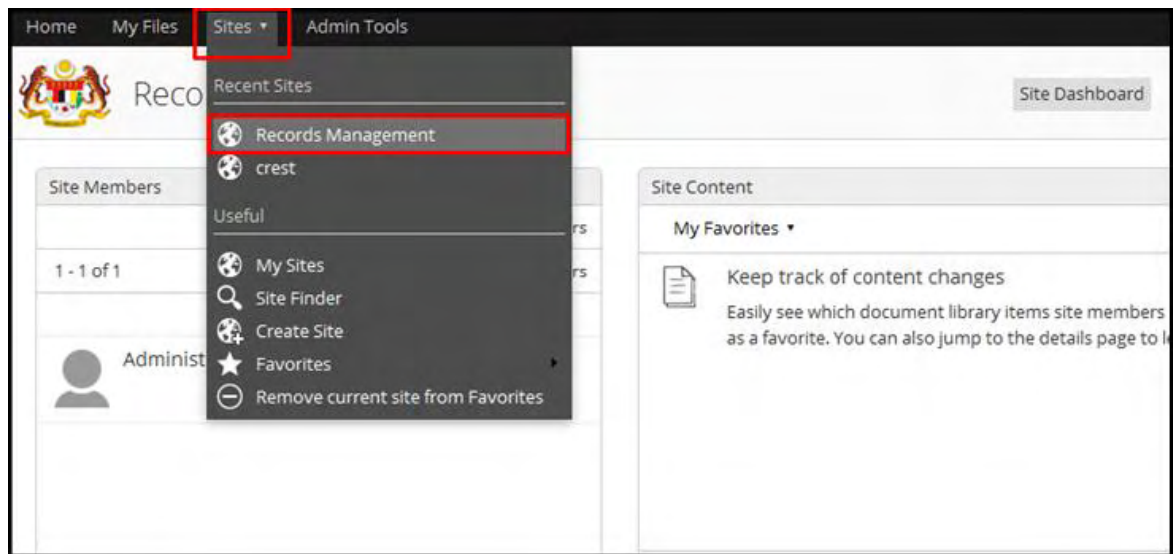 Home My Files Sites ▾ Admin Tools
Reco
Site Dashboard
Recent Sites
Records Management
crest
Useful
My Sites
Site Finder
Create Site
Favorites
Remove current site from Favorites
Site Members
rs
1 - 1 of 1
rs
Administ
Site Content
My Favorites ▾
Keep track of content changes
Easily see which document library items site members
as a favorite. You can also jump to the details page to l